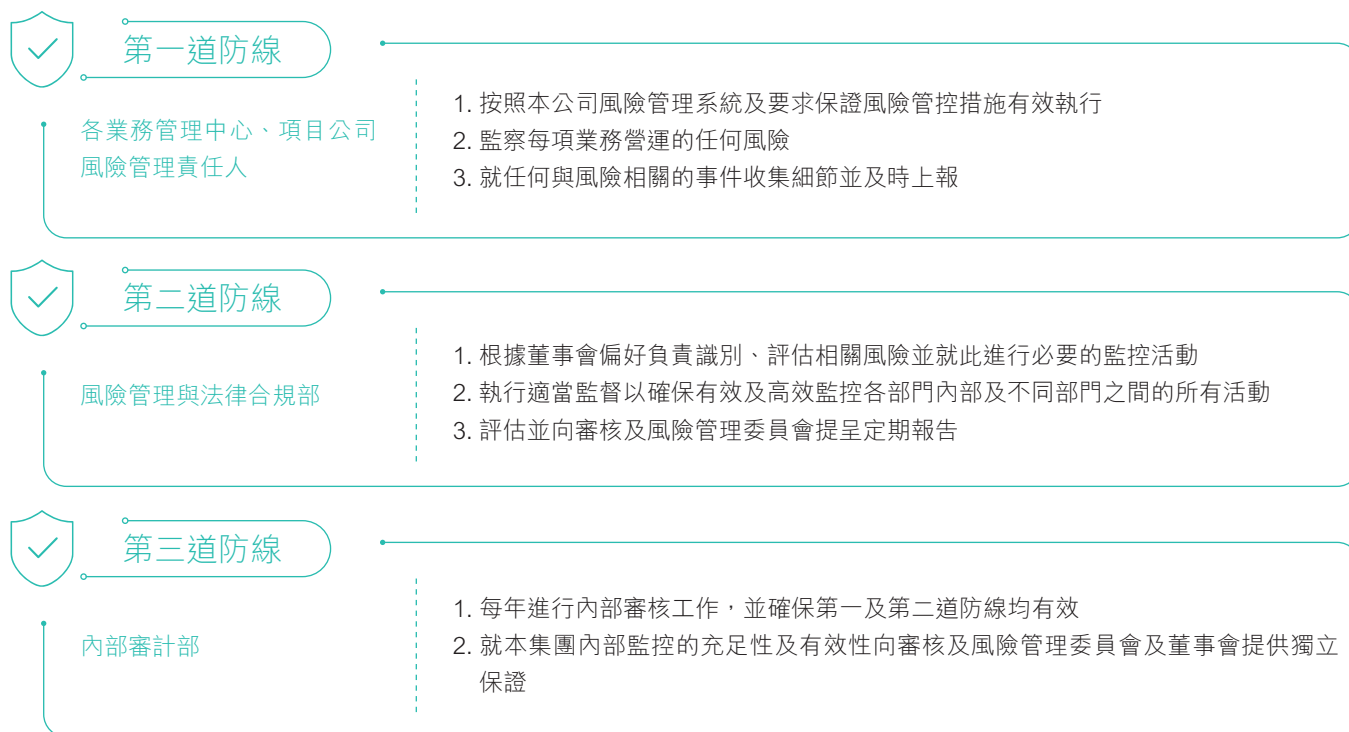 第一道防線
各業務管理中心、項目公司
風險管理責任人
1. 按照本公司風險管理系統及要求保證風險管控措施有效執行
2. 監察每項業務營運的任何風險
3. 就任何與風險相關的事件收集細節並及時上報
第二道防線
風險管理與法律合規部
1. 根據董事會偏好負責識別、評估相關風險並就此進行必要的監控活動
2. 執行適當監督以確保有效及高效監控各部門內部及不同部門之間的所有活動
3. 評估並向審核及風險管理委員會提呈定期報告
第三道防線
內部審計部
1. 每年進行內部審核工作，並確保第一及第二道防線均有效
2. 就本集團內部監控的充足性及有效性向審核及風險管理委員會及董事會提供獨立
保證